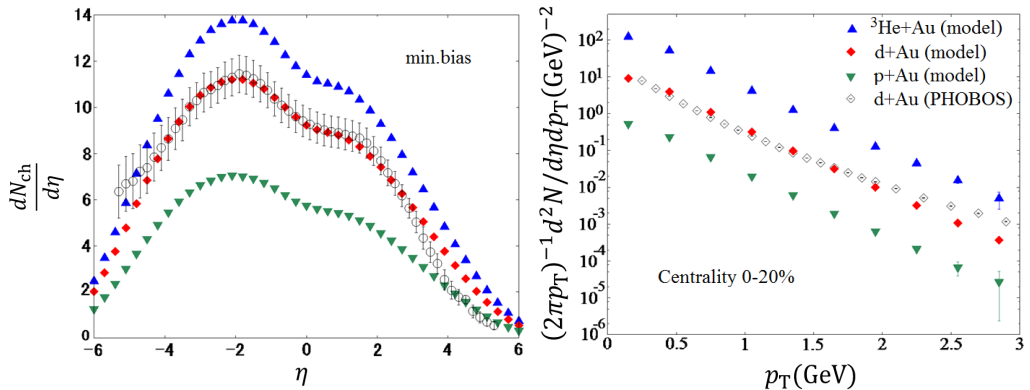 14
12
10
8
6
4
2
0
−6 −4 −2 0 2 4 6
η
dN_ch/dη
min.bias
10^2
10^1
10^0
10^-1
10^-2
10^-3
10^-4
10^-5
10^-6
0 0.5 1 1.5 2 2.5 3
p_T(GeV)
(2πp_T)^−1 d^2N/dηdp_T(GeV)^−2
^3He+Au (model)
d+Au (model)
p+Au (model)
d+Au (PHOBOS)
Centrality 0-20%